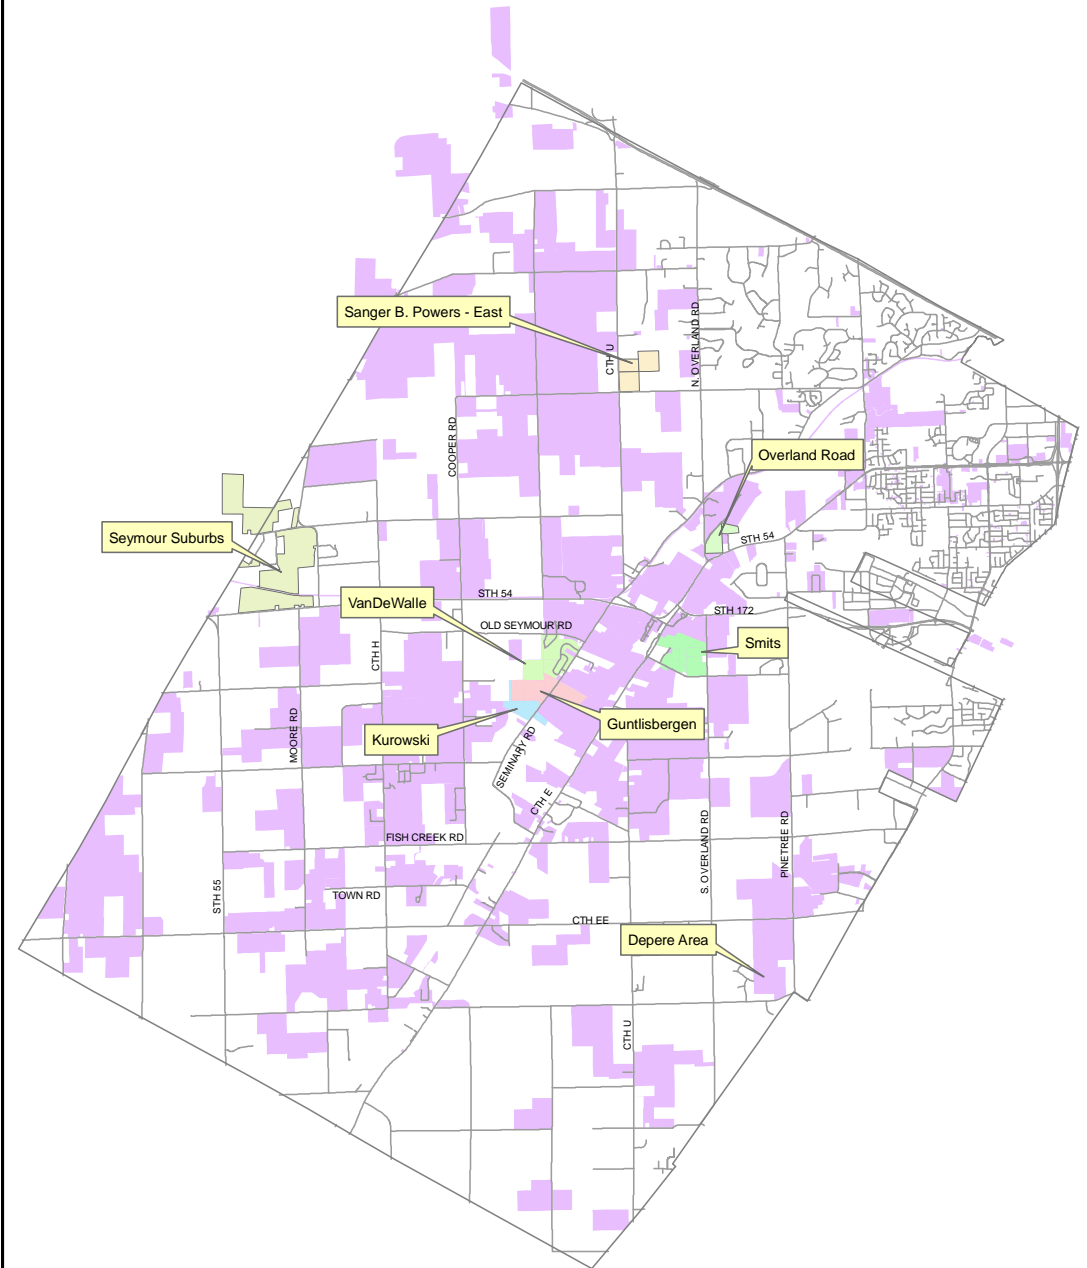 Sanger B. Powers - East
CTH U
N. OVERLAND RD
COOPER RD
Overland Road
Seymour Suburbs
STH 54
STH 54
VanDeWalle
STH 172
OLD SEYMOUR RD
Smits
CTH H
Guntlisbergen
MOORE RD
Kurowski
SEMINARY RD
CTH E
FISH CREEK RD
S. OVERLAND RD
PINETREE RD
STH 55
TOWN RD
CTH EE
Depere Area
CTH U